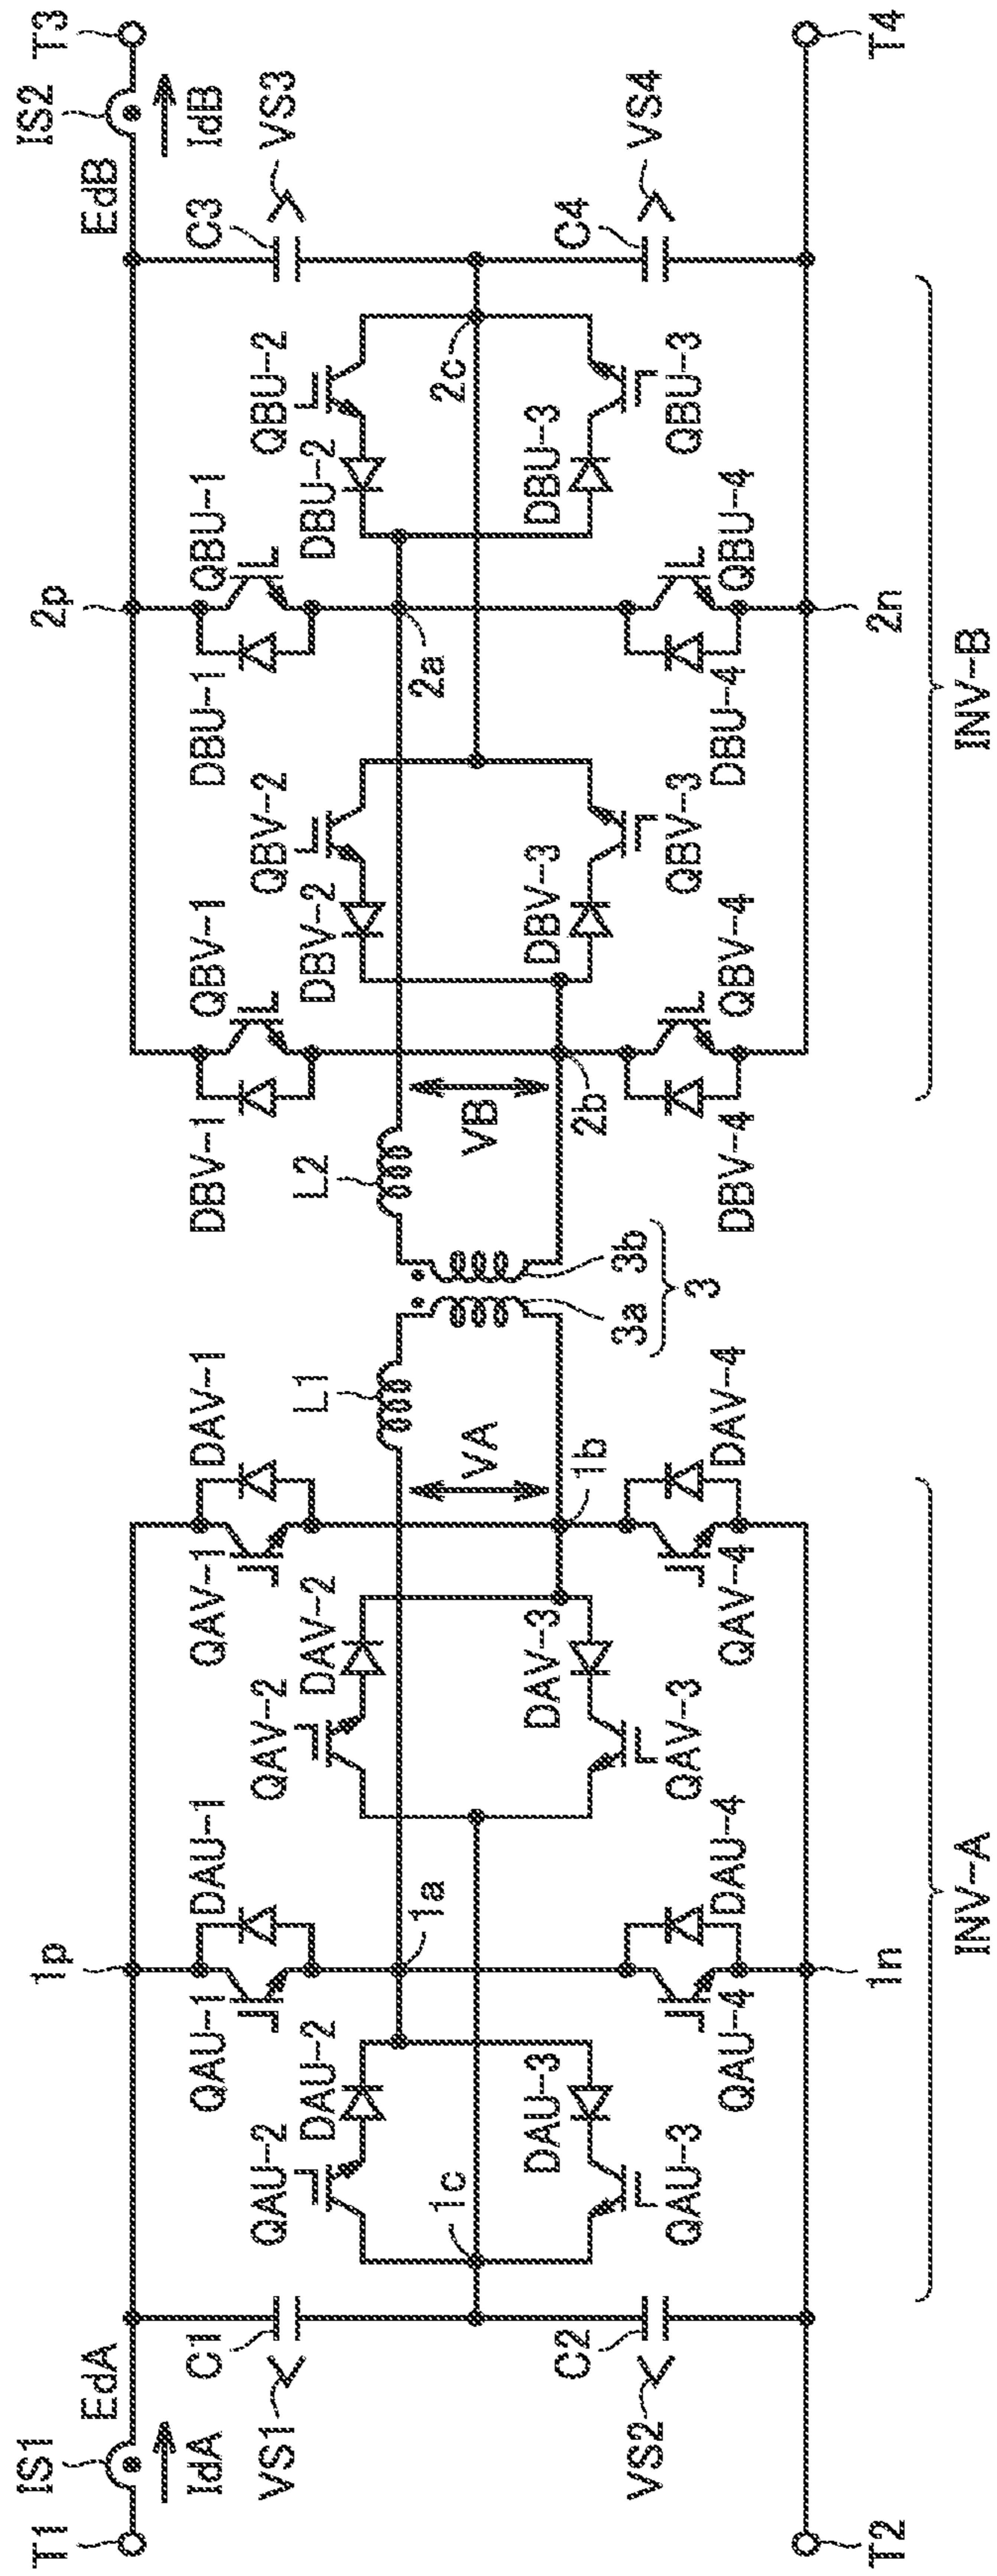 T1
IS1
EdA
IdA
VS1
C1
VS2
C2
T2
1p
1n
1a
1b
1c
QAU-1
DAU-1
QAU-2
DAU-2
DAU-3
QAU-3
QAU-4
DAU-4
QAV-1
DAV-1
QAV-2
DAV-2
DAV-3
QAV-3
QAV-4
DAV-4
INV-A
VA
L1
3a
3b
3
L2
VB
2b
2a
2c
2p
2n
DBV-1
QBV-1
DBV-2
QBV-2
DBV-3
QBV-3
DBV-4
QBV-4
DBU-1
QBU-1
DBU-2
QBU-2
DBU-3
QBU-3
DBU-4
QBU-4
INV-B
C3
VS3
C4
VS4
EdB
IdB
IS2
T3
T4